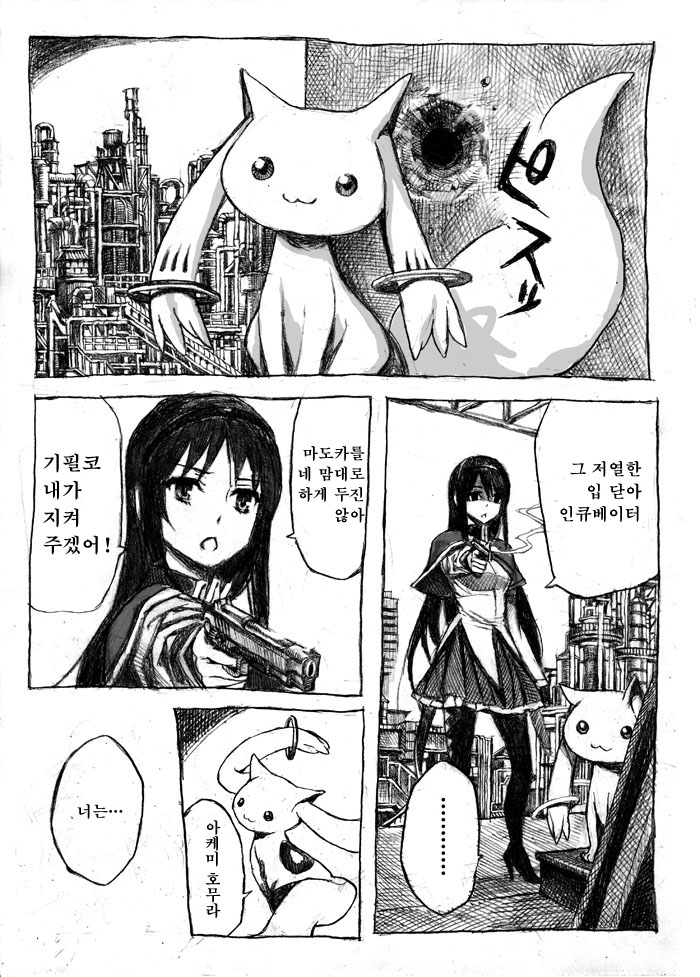 ピスッ
그 저열한
입 닫아
인큐베이터
………
마도카를
네 맘대로
하게 두진
않아
기필코
내가
지켜
주겠어!
아케미 호무라
너는…